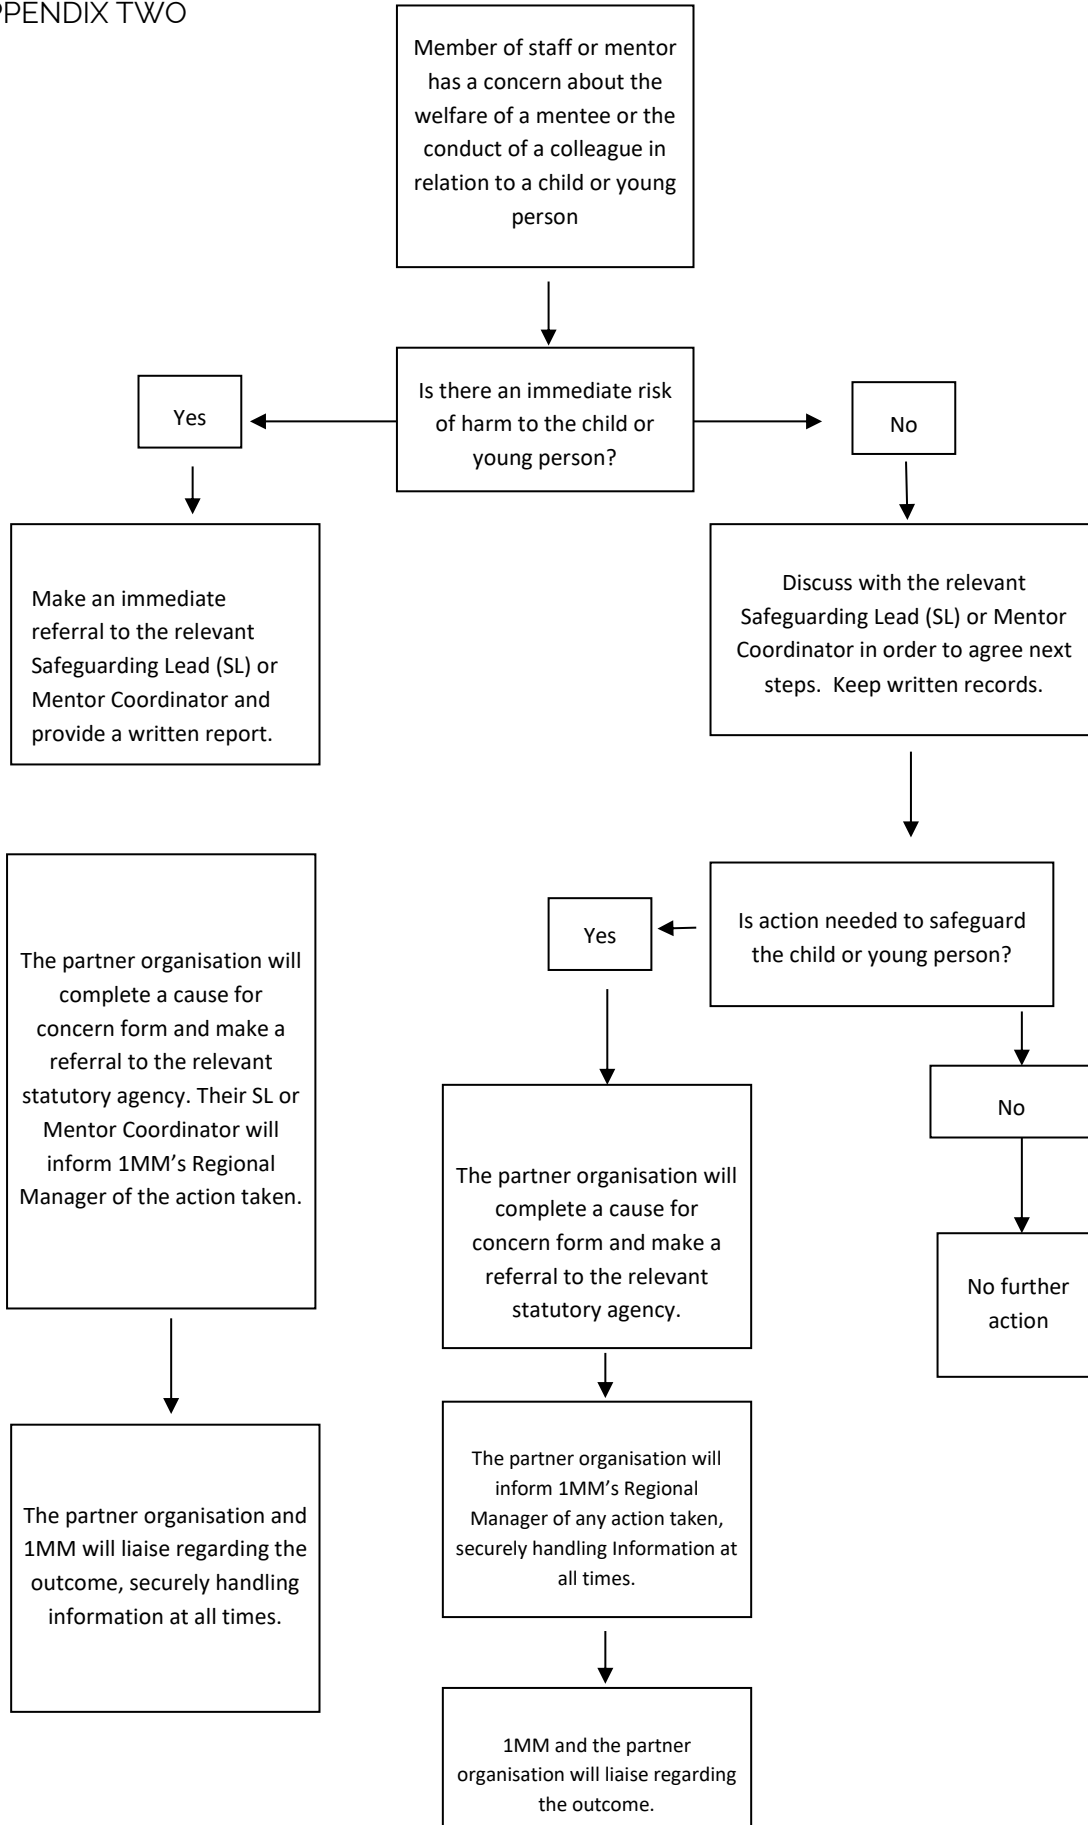 PPENDIX TWO
Member of staff or mentor
has a concern about the
welfare of a mentee or the
conduct of a colleague in
relation to a child or young
person
Is there an immediate risk
of harm to the child or
young person?
Yes
No
Make an immediate
referral to the relevant
Safeguarding Lead (SL) or
Mentor Coordinator and
provide a written report.
Discuss with the relevant
Safeguarding Lead (SL) or Mentor
Coordinator in order to agree next
steps.  Keep written records.
The partner organisation will
complete a cause for
concern form and make a
referral to the relevant
statutory agency. Their SL or
Mentor Coordinator will
inform 1MM's Regional
Manager of the action taken.
Is action needed to safeguard
the child or young person?
Yes
No
The partner organisation will
complete a cause for
concern form and make a
referral to the relevant
statutory agency.
No further
action
The partner organisation and
1MM will liaise regarding the
outcome, securely handling
information at all times.
The partner organisation will
inform 1MM's Regional
Manager of any action taken,
securely handling Information at
all times.
1MM and the partner
organisation will liaise regarding
the outcome.